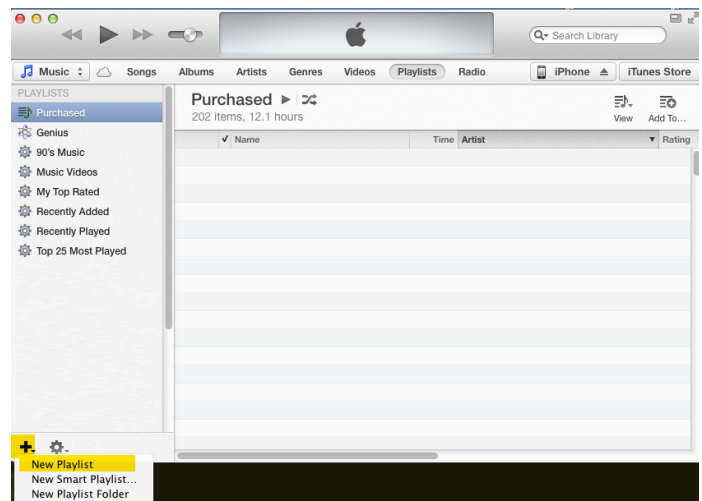 Search Library
Music Songs Albums Artists Genres Videos Playlists Radio iPhone iTunes Store
PLAYLISTS
Purchased
Genius
90's Music
Music Videos
My Top Rated
Recently Added
Recently Played
Top 25 Most Played
Purchased
202 items, 12.1 hours
View Add To...
✓ Name Time Artist Rating
New Playlist
New Smart Playlist...
New Playlist Folder